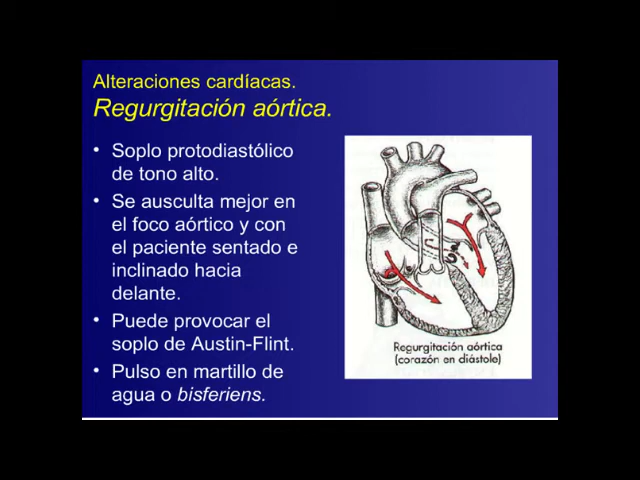 Alteraciones cardíacas.
Regurgitación aórtica.
• Soplo protodiastólico
de tono alto.
• Se ausculta mejor en
el foco aórtico y con
el paciente sentado e
inclinado hacia
delante.
• Puede provocar el
soplo de Austin-Flint.
• Pulso en martillo de
agua o bisferiens.
Regurgitación aórtica
(corazón en diástole)